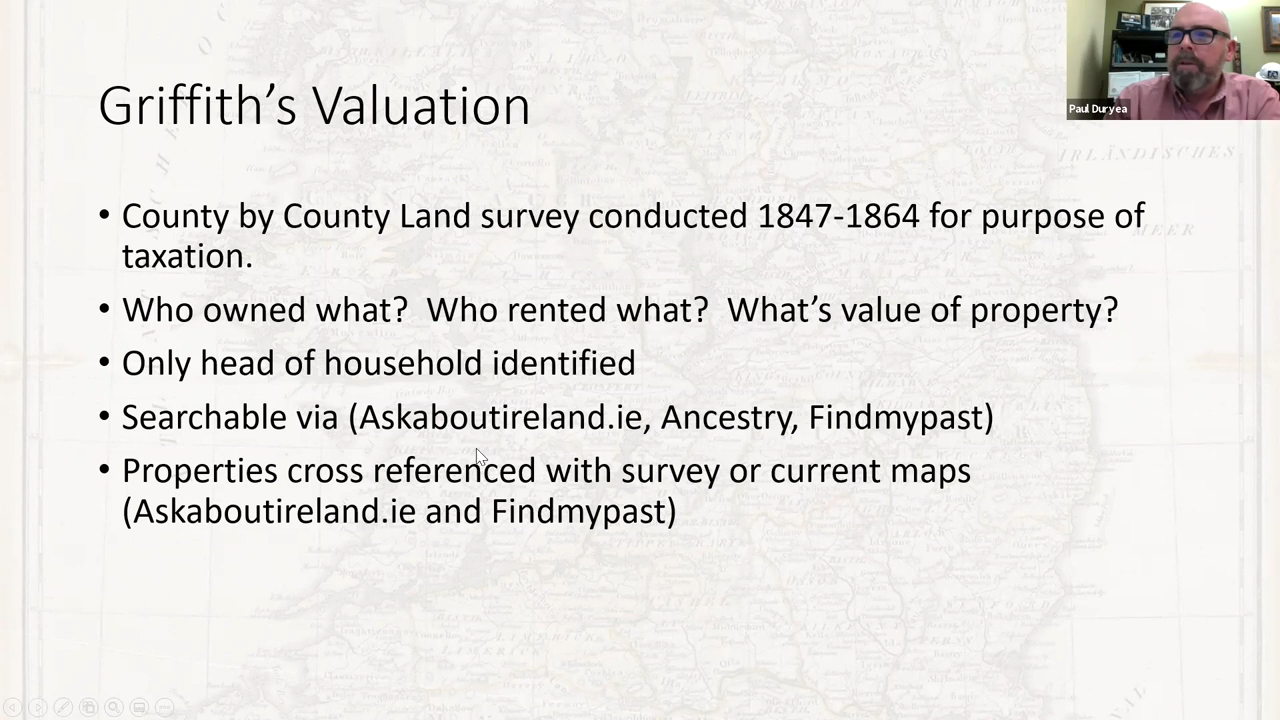 Griffith’s Valuation
Paul Duryea
IRLÄNDISCHES
MEER
• County by County Land survey conducted 1847-1864 for purpose of
taxation.
• Who owned what?  Who rented what?  What’s value of property?
• Only head of household identified
• Searchable via (Askaboutireland.ie, Ancestry, Findmypast)
• Properties cross referenced with survey or current maps
(Askaboutireland.ie and Findmypast)